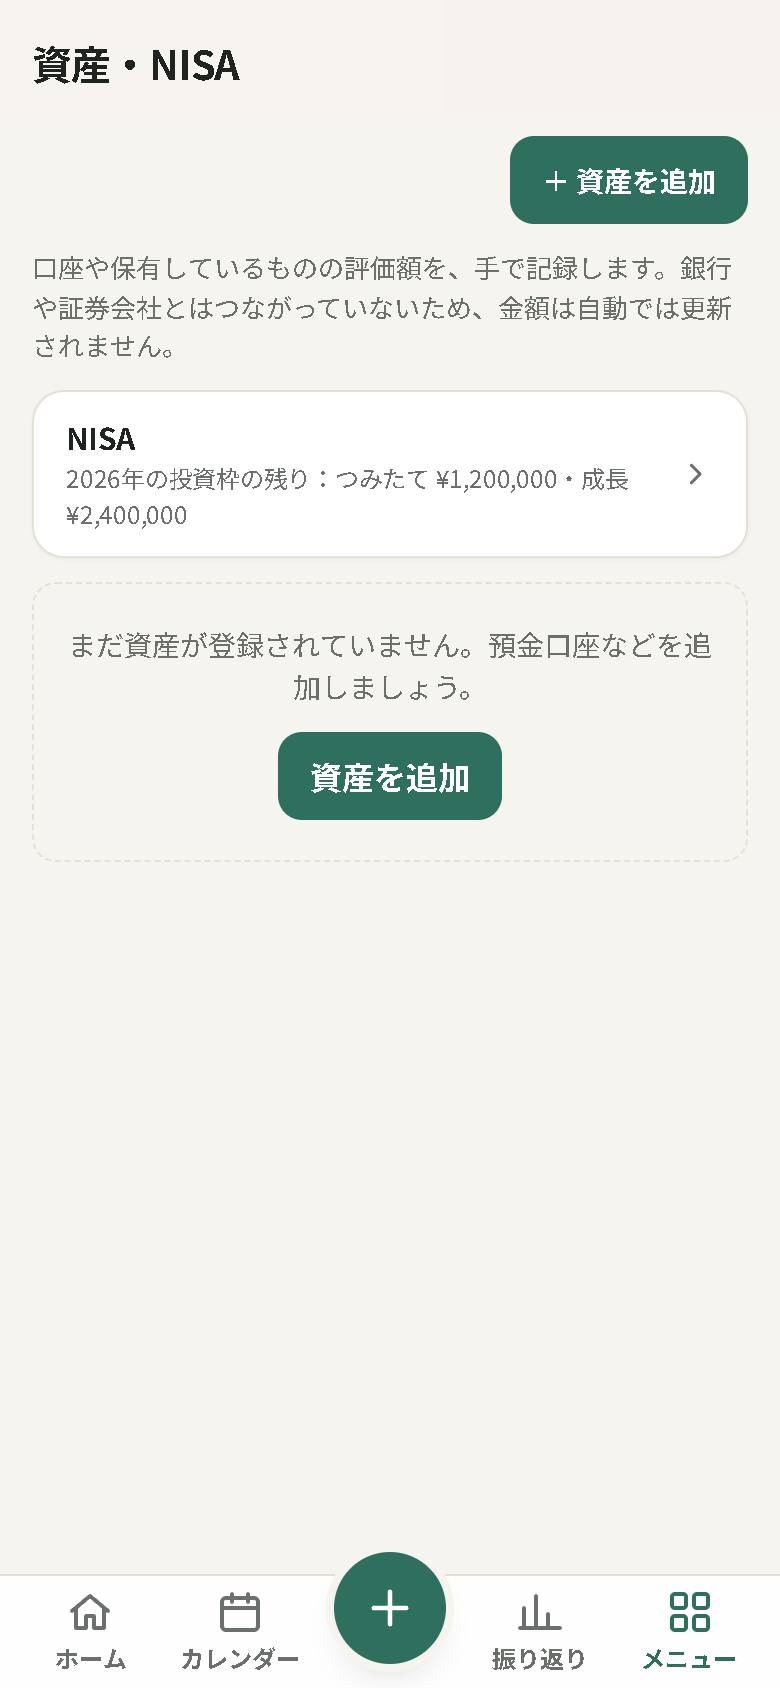 資産・NISA
＋ 資産を追加
口座や保有しているものの評価額を、手で記録します。銀行
や証券会社とはつながっていないため、金額は自動では更新
されません。
NISA
2026年の投資枠の残り：つみたて ¥1,200,000・成長
¥2,400,000
まだ資産が登録されていません。預金口座などを追
加しましょう。
資産を追加
ホーム
カレンダー
振り返り
メニュー